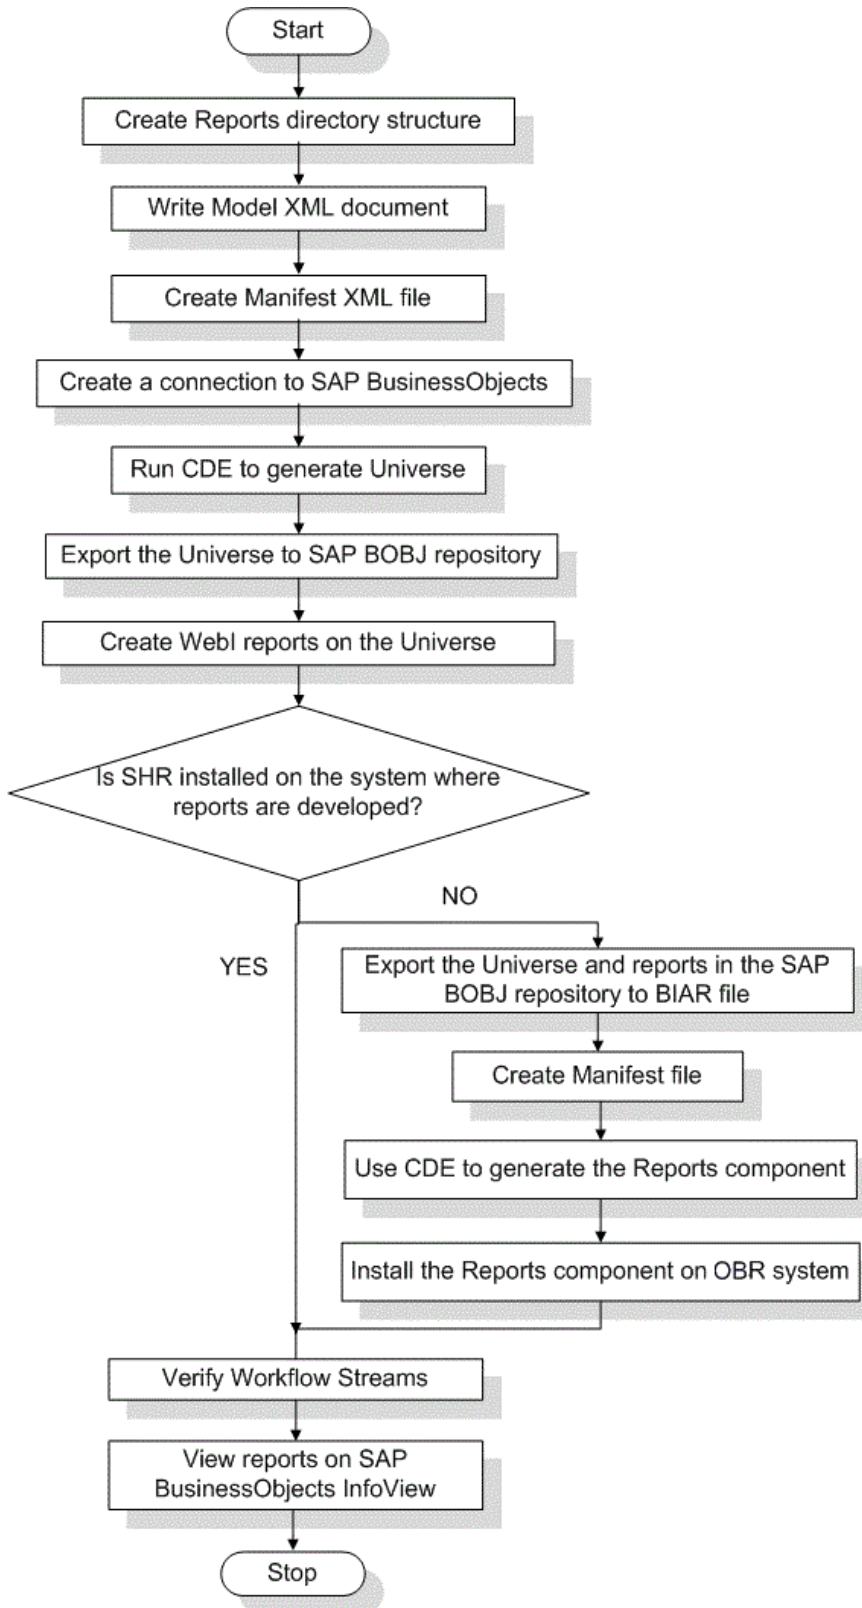 Start
Create Reports directory structure
Write Model XML document
Create Manifest XML file
Create a connection to SAP BusinessObjects
Run CDE to generate Universe
Export the Universe to SAP BOBJ repository
Create WebI reports on the Universe
Is SHR installed on the system where
reports are developed?
NO
YES
Export the Universe and reports in the SAP
BOBJ repository to BIAR file
Create Manifest file
Use CDE to generate the Reports component
Install the Reports component on OBR system
Verify Workflow Streams
View reports on SAP
BusinessObjects InfoView
Stop